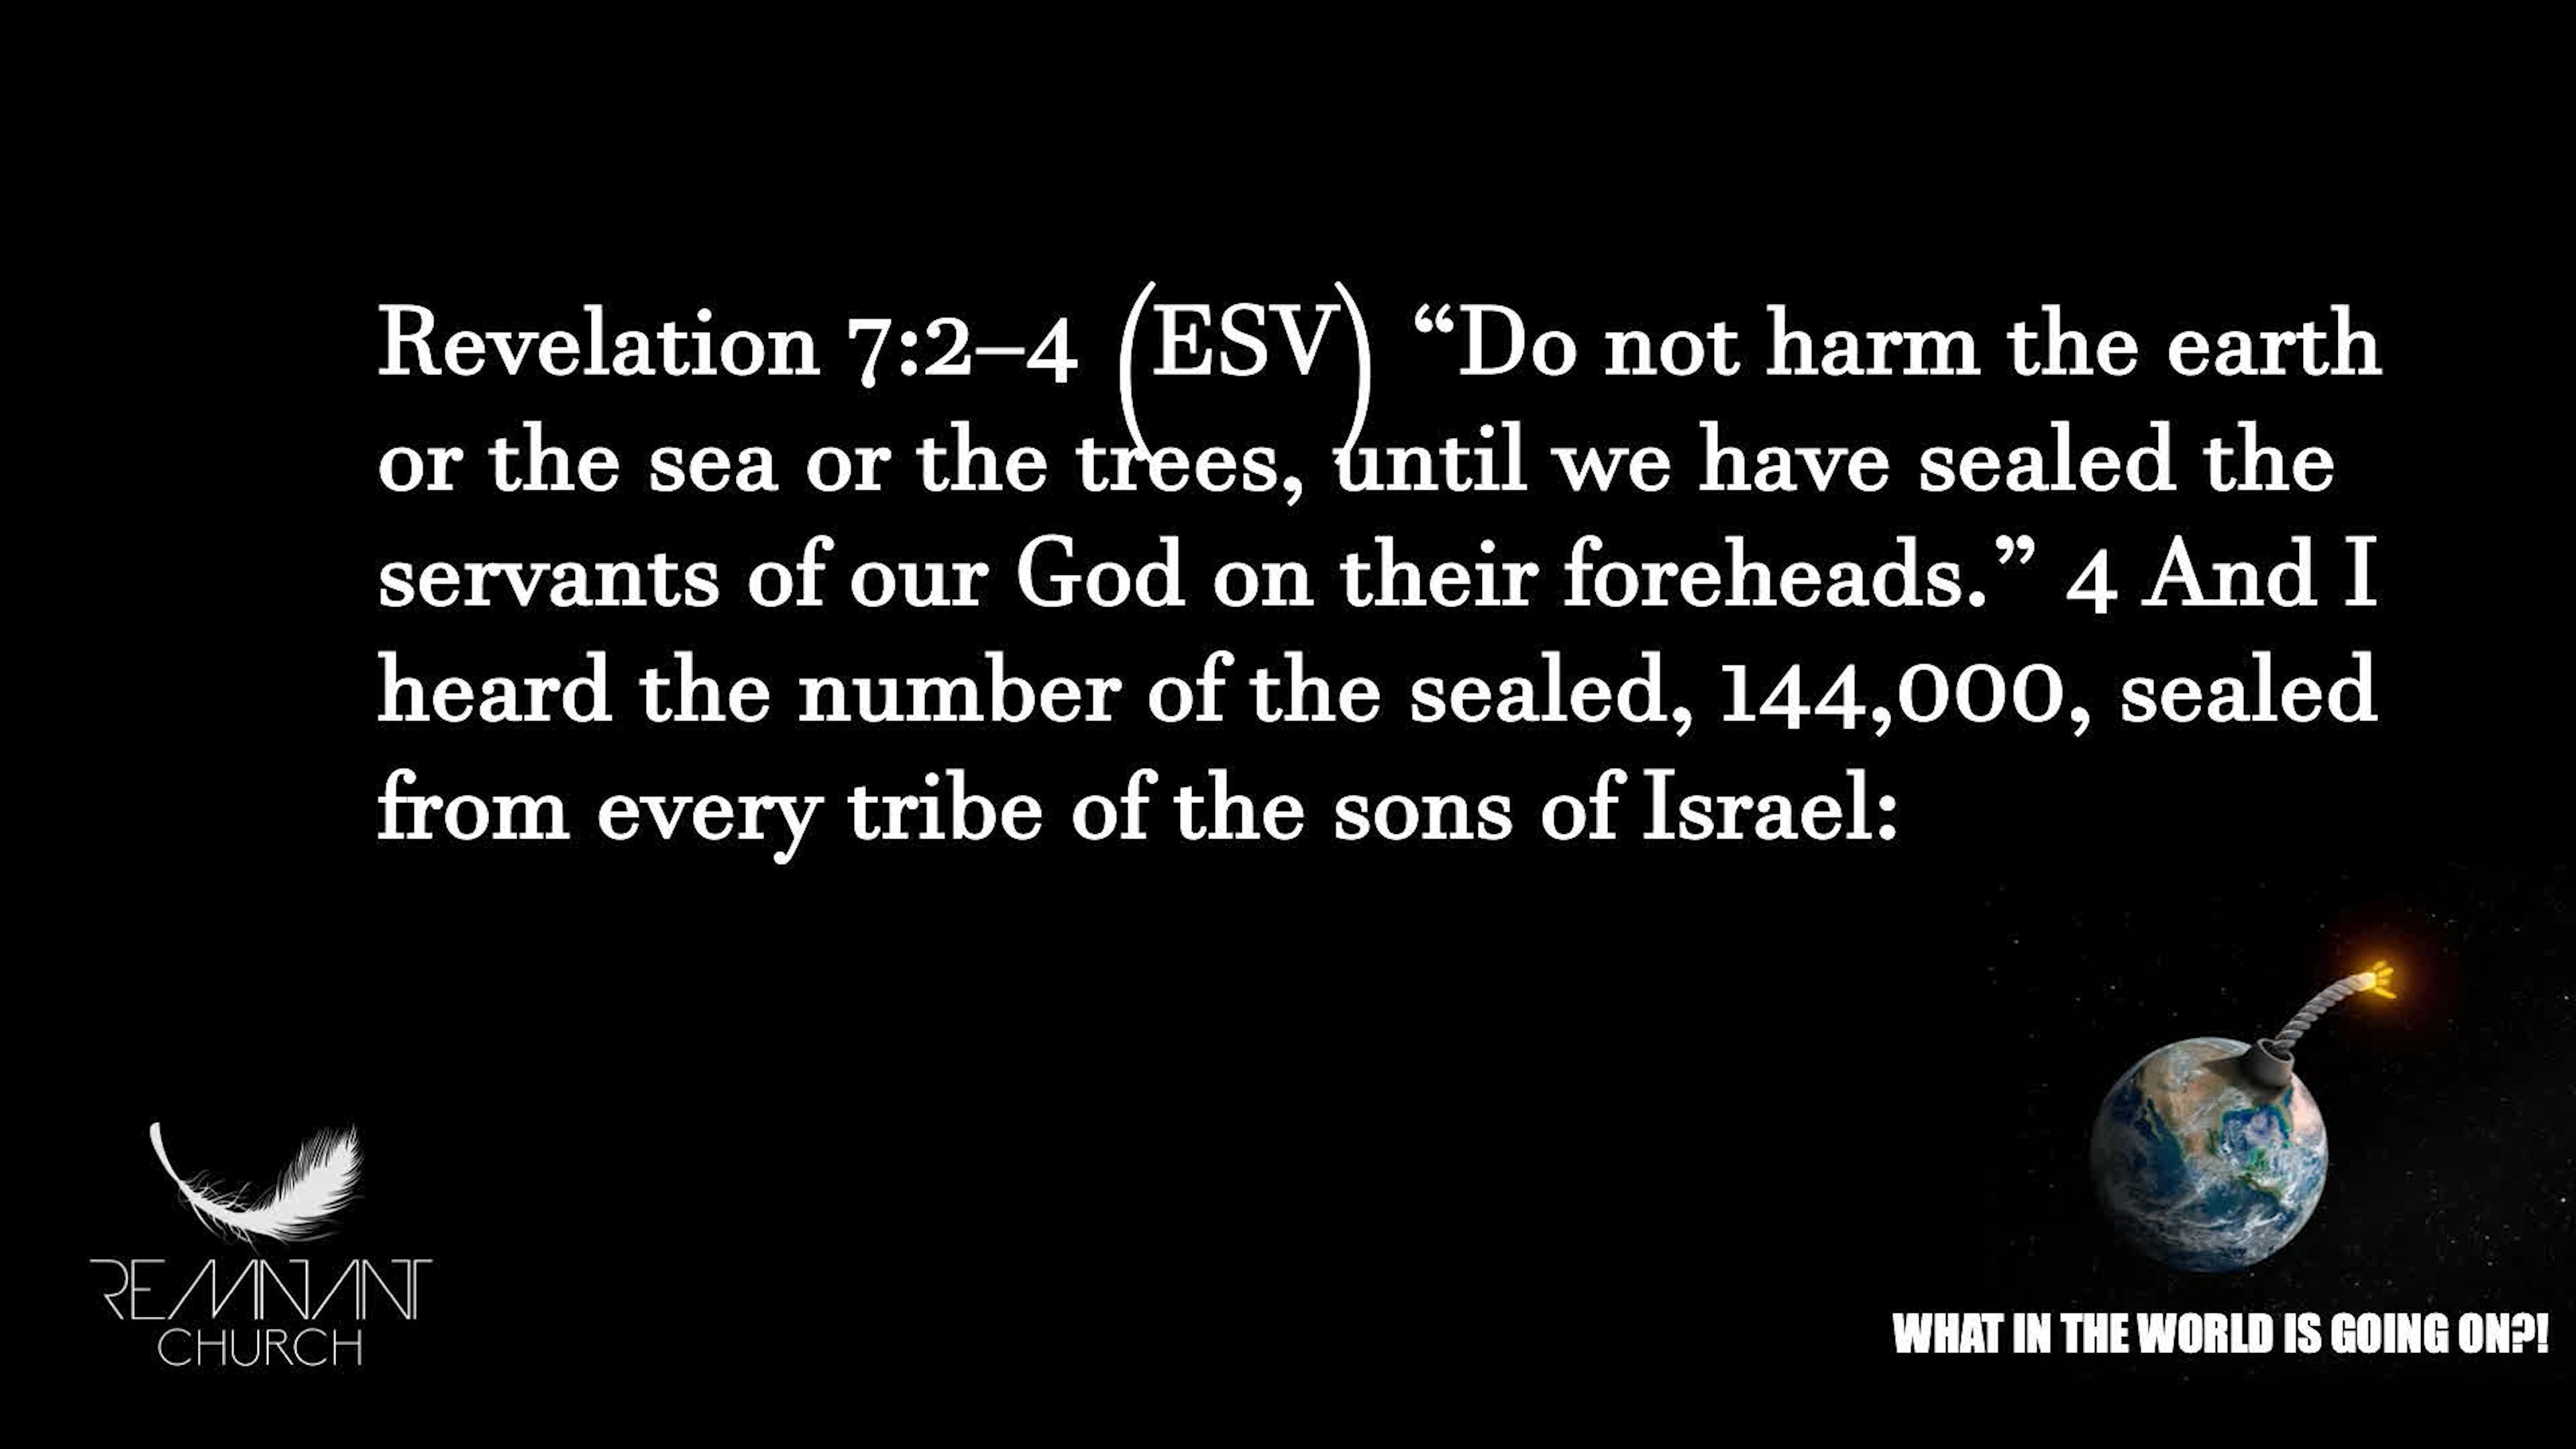 Revelation 7:2–4 (ESV) “Do not harm the earth
or the sea or the trees, until we have sealed the
servants of our God on their foreheads.” 4 And I
heard the number of the sealed, 144,000, sealed
from every tribe of the sons of Israel:
REMNANT
CHURCH
WHAT IN THE WORLD IS GOING ON?!